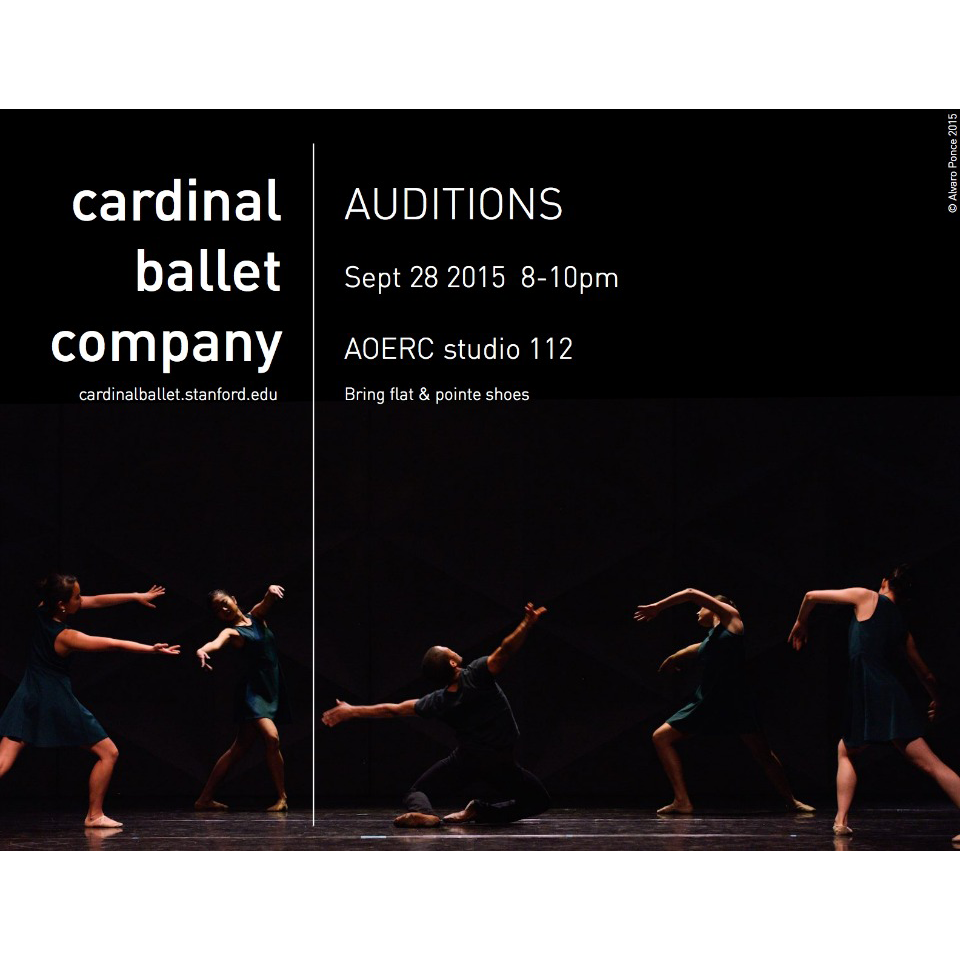 cardinal
ballet
company
cardinalballet.stanford.edu
AUDITIONS
Sept 28 2015 8-10pm
AOERC studio 112
Bring flat & pointe shoes
© Alvaro Ponce 2015